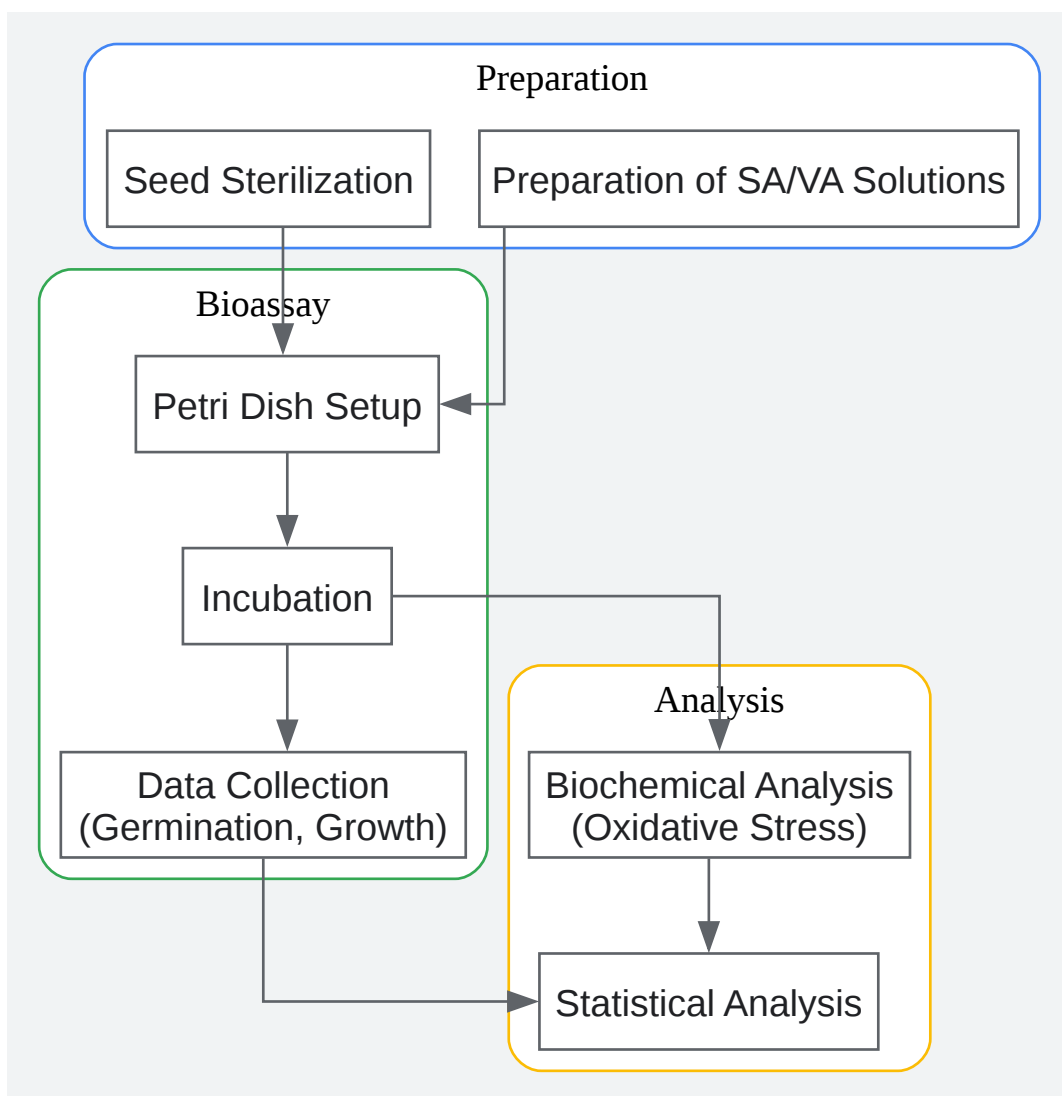 Preparation
Seed Sterilization
Preparation of SA/VA Solutions
Bioassay
Petri Dish Setup
Incubation
Data Collection
(Germination, Growth)
Analysis
Biochemical Analysis
(Oxidative Stress)
Statistical Analysis